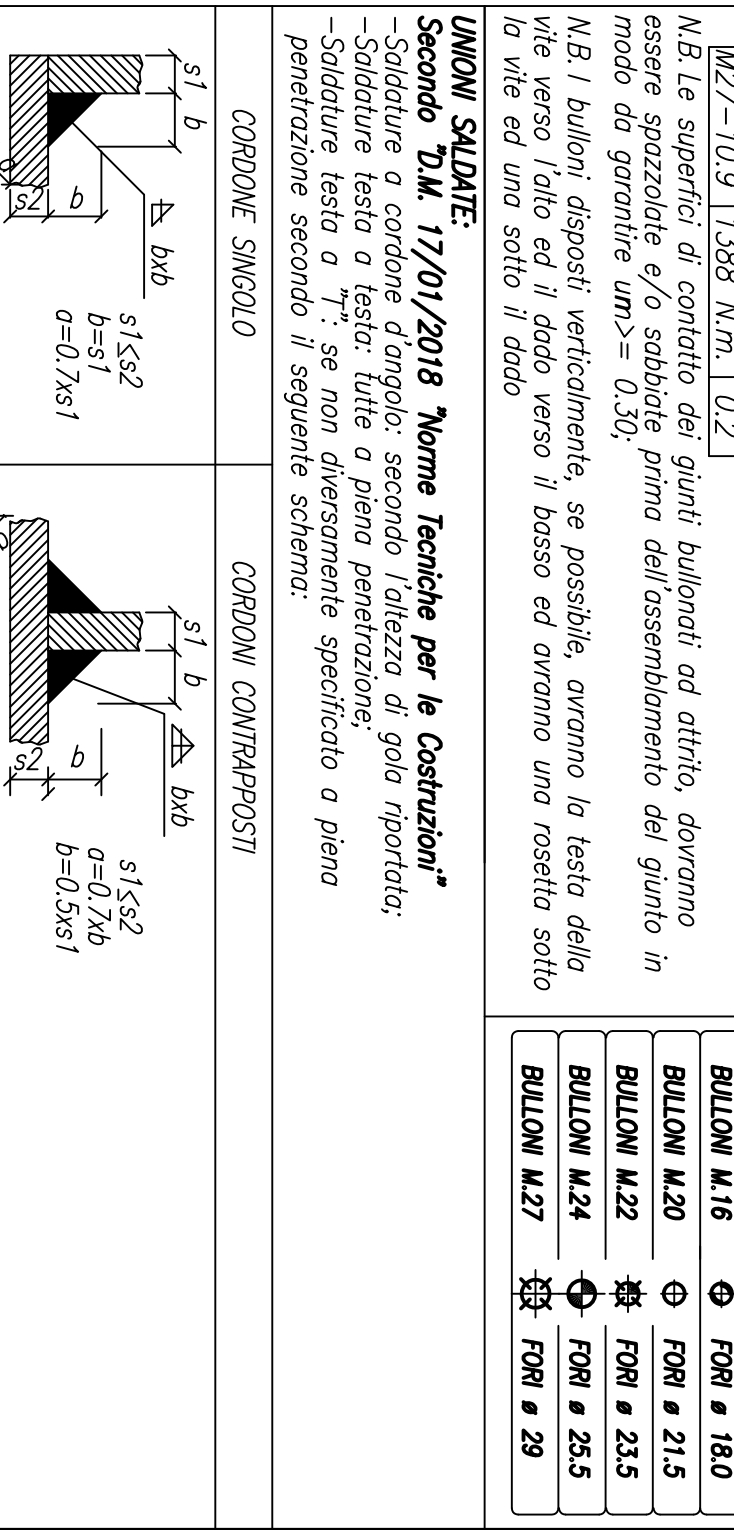 M27-10.9 1388 N.m. 0.2
N.B. Le superfici di contatto dei giunti bullonati ad attrito, dovranno
essere spazzolate e/o sabbiate prima dell'assemblamento del giunto in
modo da garantire um>= 0.30;
N.B. I bulloni disposti verticalmente, se possibile, avranno la testa della
vite verso l'alto ed il dado verso il basso ed avranno una rosetta sotto
la vite ed una sotto il dado
BULLONI M.16 FORI ø 18.0
BULLONI M.20 FORI ø 21.5
BULLONI M.22 FORI ø 23.5
BULLONI M.24 FORI ø 25.5
BULLONI M.27 FORI ø 29
UNIONI SALDATE:
Secondo "D.M. 17/01/2018 "Norme Tecniche per le Costruzioni"
-Saldature a cordone d'angolo: secondo l'altezza di gola riportata;
-Saldature testa a testa: tutte a piena penetrazione;
-Saldature testa a "T": se non diversamente specificato a piena
penetrazione secondo il seguente schema:
CORDONE SINGOLO
s1 b
bxb
s1≤s2
b=s1
a=0.7xs1
b
s2
CORDONI CONTRAPPOSTI
s1 b
bxb
s1≤s2
a=0.7xb
b=0.5xs1
b
s2